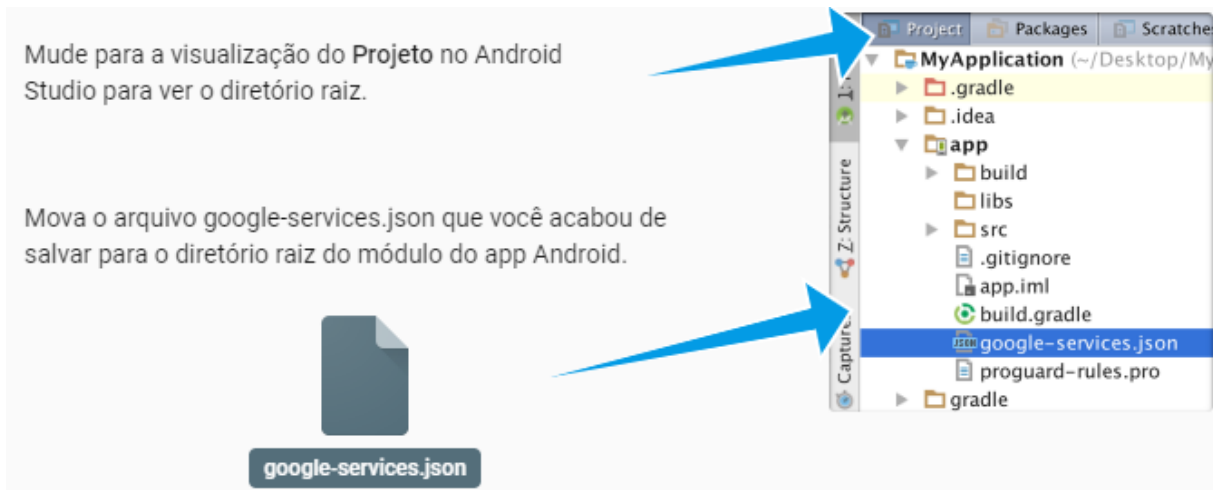 Mude para a visualização do Projeto no Android
Studio para ver o diretório raiz.
Mova o arquivo google-services.json que você acabou de
salvar para o diretório raiz do módulo do app Android.
google-services.json
Project
Packages
Scratche
MyApplication (~/Desktop/My
.gradle
.idea
app
build
libs
src
.gitignore
app.iml
build.gradle
google-services.json
proguard-rules.pro
gradle
Z: Structure
Capture